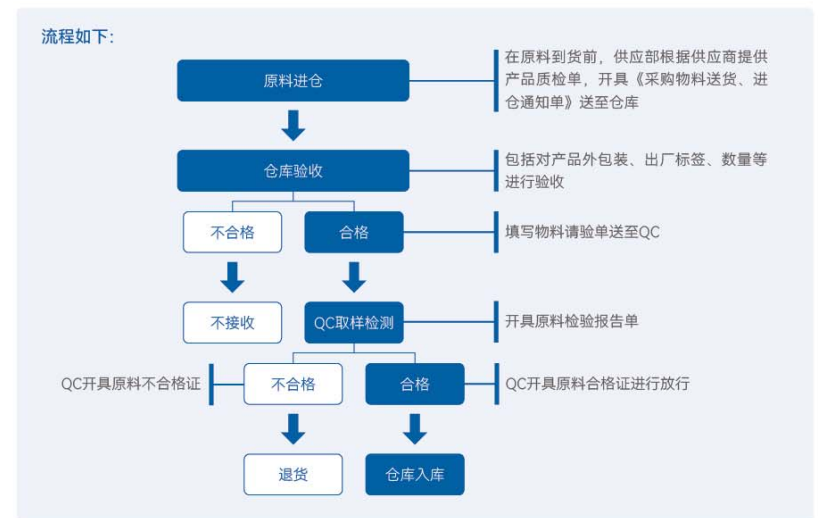 流程如下：
原料进仓
在原料到货前，供应部根据供应商提供
产品质检单，开具《采购物料送货、进
仓通知单》送至仓库
仓库验收
包括对产品外包装、出厂标签、数量等
进行验收
不合格
合格
填写物料请验单送至QC
不接收
QC取样检测
开具原料检验报告单
QC开具原料不合格证
不合格
合格
QC开具原料合格证进行放行
退货
仓库入库